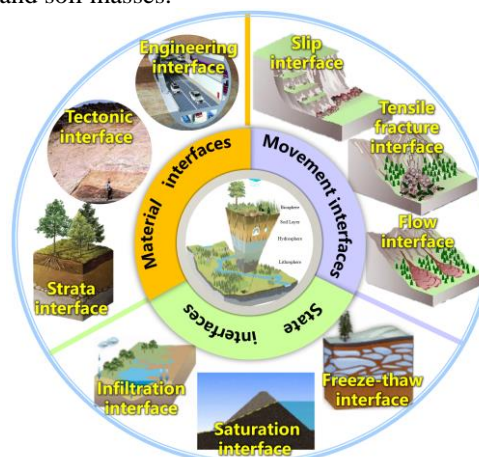 and soil masses.
Engineering
interface
Slip
interface
Tectonic
interface
Tensile
fracture
interface
Material interfaces
Movement interfaces
Biosphere
Soil Layer
Hydrosphere
Lithosphere
Flow
interface
Strata
interface
State interfaces
Infiltration
interface
Freeze-thaw
interface
Saturation
interface